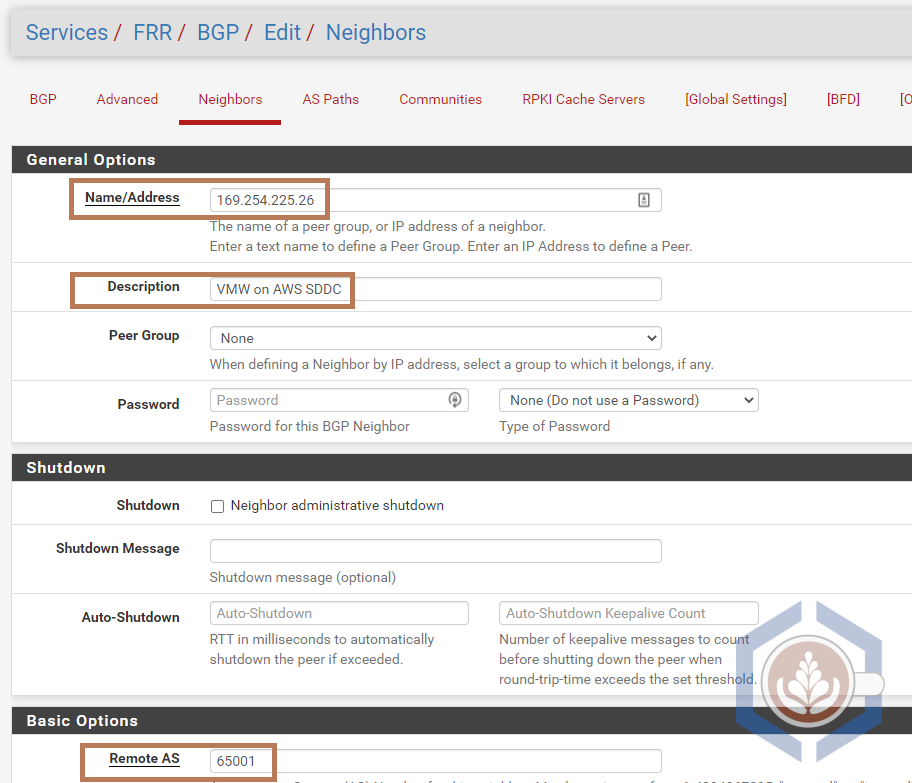 Services / FRR / BGP / Edit / Neighbors
BGP Advanced Neighbors AS Paths Communities RPKI Cache Servers [Global Settings] [BFD]
General Options
Name/Address 169.254.225.26
The name of a peer group, or IP address of a neighbor.
Enter a text name to define a Peer Group. Enter an IP Address to define a Peer.
Description VMW on AWS SDDC
Peer Group None
When defining a Neighbor by IP address, select a group to which it belongs, if any.
Password Password None (Do not use a Password)
Password for this BGP Neighbor Type of Password
Shutdown
Shutdown Neighbor administrative shutdown
Shutdown Message
Shutdown message (optional)
Auto-Shutdown Auto-Shutdown Auto-Shutdown Keepalive Count
RTT in milliseconds to automatically Number of keepalive messages to count
shutdown the peer if exceeded. before shutting down the peer when
round-trip-time exceeds the set threshold.
Basic Options
Remote AS 65001